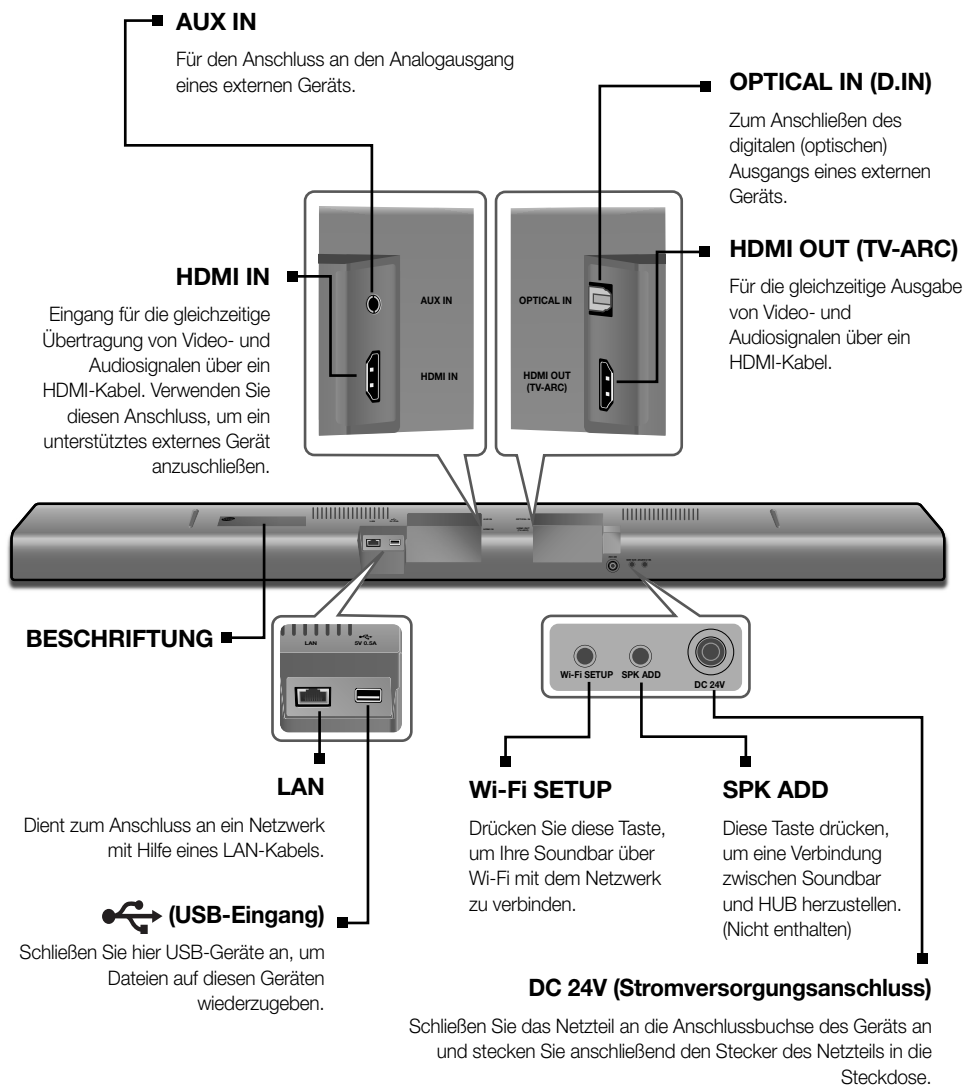 AUX IN
Für den Anschluss an den Analogausgang
eines externen Geräts.
OPTICAL IN (D.IN)
Zum Anschließen des
digitalen (optischen)
Ausgangs eines externen
Geräts.
HDMI OUT (TV-ARC)
Für die gleichzeitige Ausgabe
von Video- und
Audiosignalen über ein
HDMI-Kabel.
HDMI IN
Eingang für die gleichzeitige
Übertragung von Video- und
Audiosignalen über ein
HDMI-Kabel. Verwenden Sie
diesen Anschluss, um ein
unterstütztes externes Gerät
anzuschließen.
AUX IN
HDMI IN
OPTICAL IN
HDMI OUT
(TV-ARC)
BESCHRIFTUNG
LAN
5V 0.5A
Wi-Fi SETUP
SPK ADD
DC 24V
LAN
Dient zum Anschluss an ein Netzwerk
mit Hilfe eines LAN-Kabels.
(USB-Eingang)
Schließen Sie hier USB-Geräte an, um
Dateien auf diesen Geräten
wiederzugeben.
Wi-Fi SETUP
Drücken Sie diese Taste,
um Ihre Soundbar über
Wi-Fi mit dem Netzwerk
zu verbinden.
SPK ADD
Diese Taste drücken,
um eine Verbindung
zwischen Soundbar
und HUB herzustellen.
(Nicht enthalten)
DC 24V (Stromversorgungsanschluss)
Schließen Sie das Netzteil an die Anschlussbuchse des Geräts an
und stecken Sie anschließend den Stecker des Netzteils in die
Steckdose.